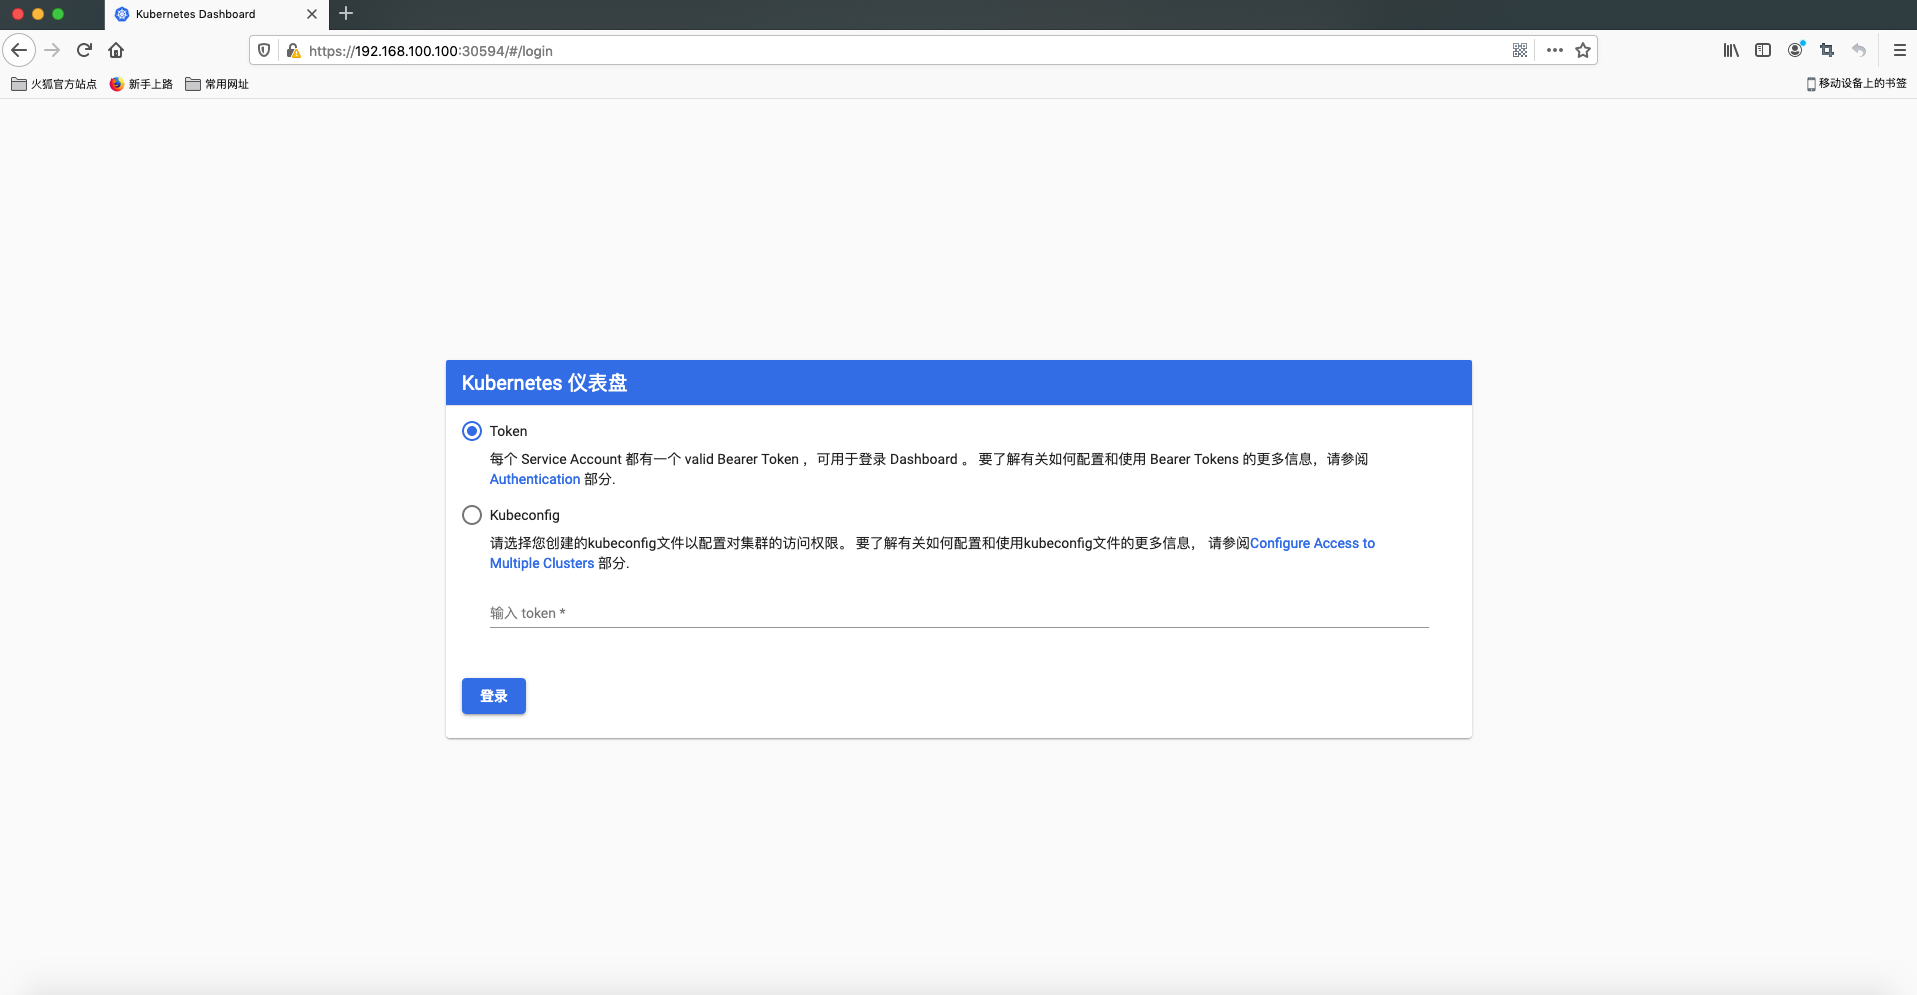 Kubernetes Dashboard
https://192.168.100.100:30594/#/login
火狐官方站点 新手上路 常用网址 移动设备上的书签
Kubernetes 仪表盘
Token
每个 Service Account 都有一个 valid Bearer Token ，可用于登录 Dashboard 。 要了解有关如何配置和使用 Bearer Tokens 的更多信息，请参阅
Authentication 部分.
Kubeconfig
请选择您创建的kubeconfig文件以配置对集群的访问权限。 要了解有关如何配置和使用kubeconfig文件的更多信息， 请参阅Configure Access to
Multiple Clusters 部分.
输入 token *
登录